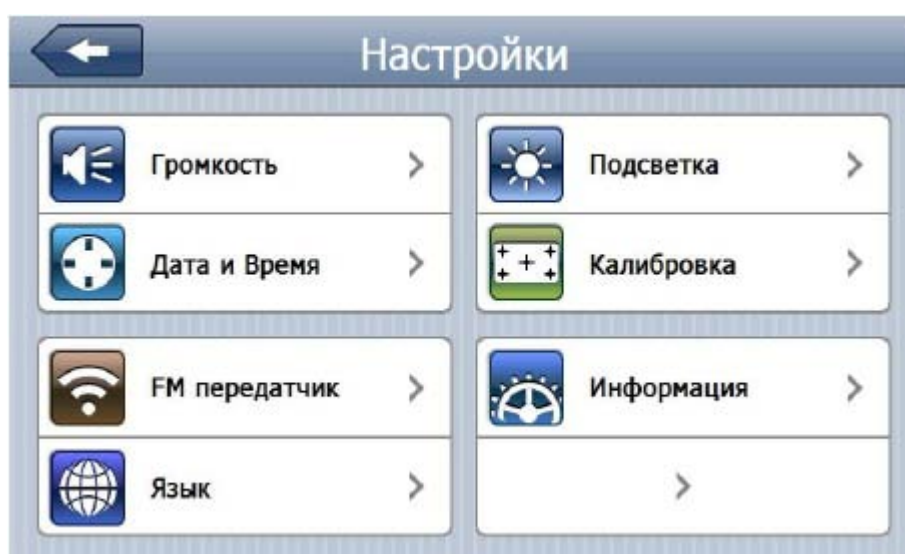 Настройки
Громкость
Подсветка
Дата и Время
Калибровка
FM передатчик
Информация
Язык